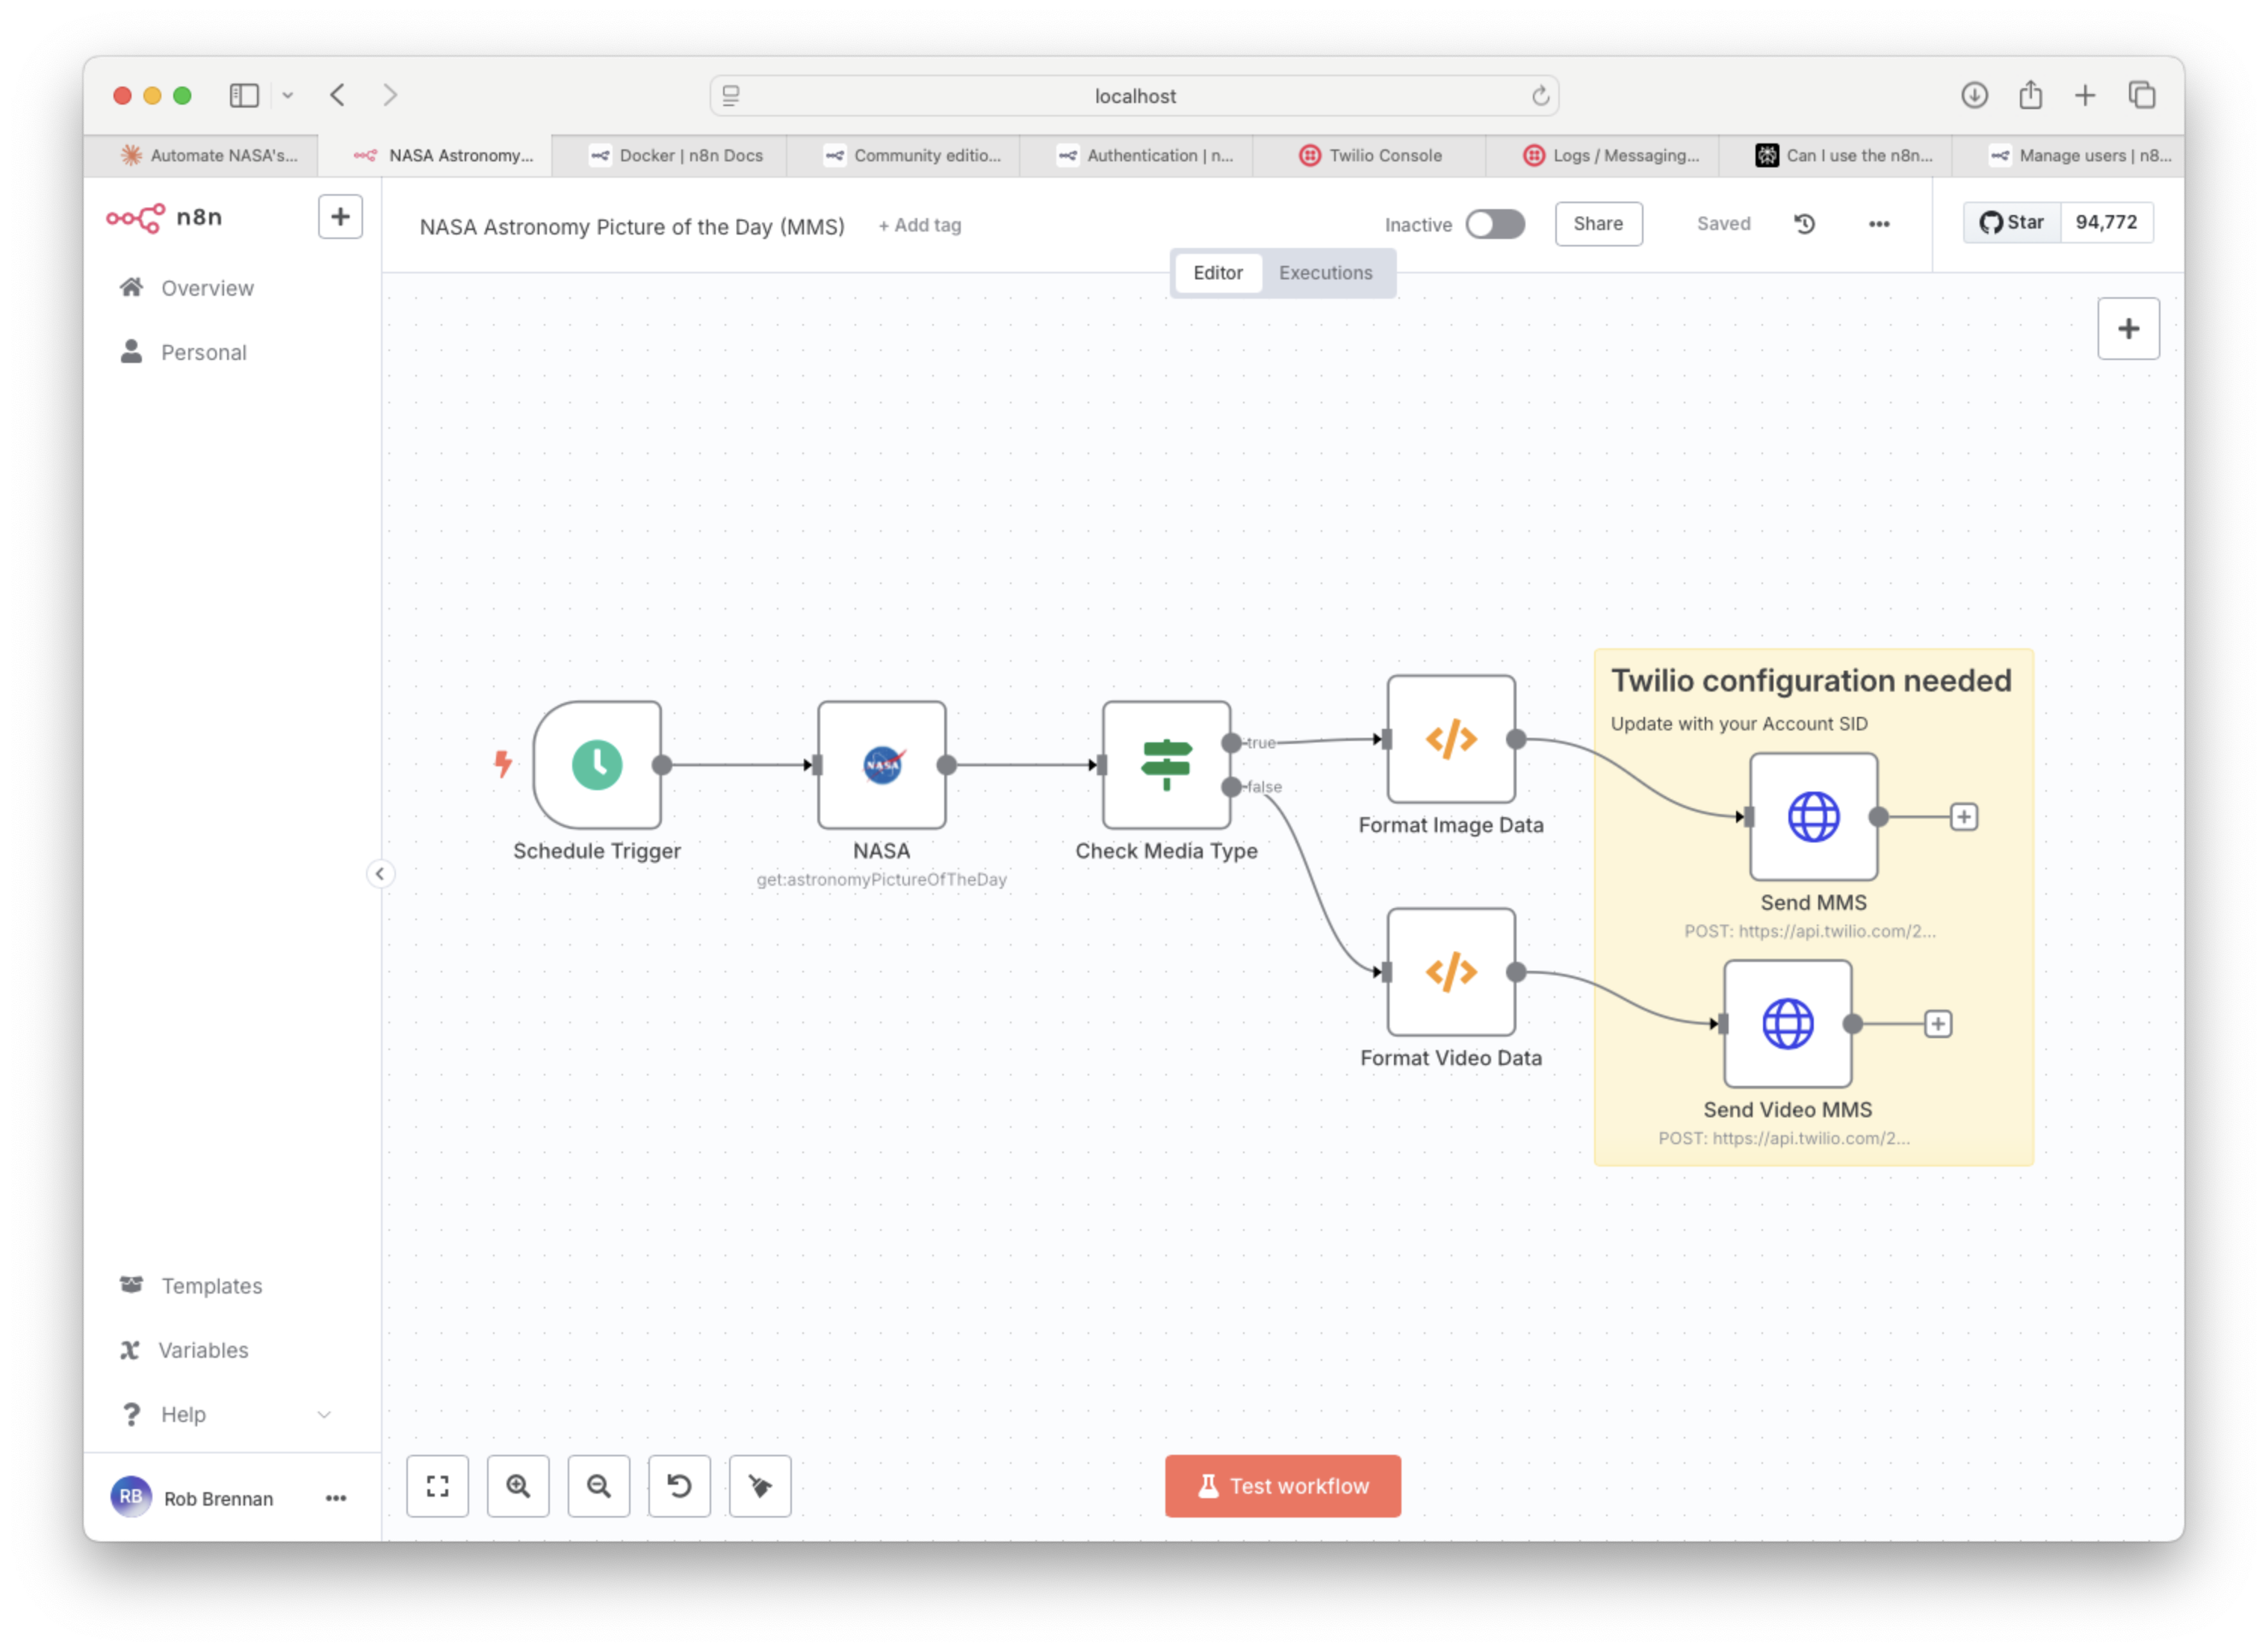 localhost
Automate NASA's...
NASA Astronomy...
Docker | n8n Docs
Community editio...
Authentication | n...
Twilio Console
Logs / Messaging...
Can I use the n8n...
Manage users | n8...
n8n
NASA Astronomy Picture of the Day (MMS)
+ Add tag
Inactive
Share
Saved
Star
94,772
Editor
Executions
Overview
Personal
Twilio configuration needed
Update with your Account SID
true
false
Schedule Trigger
NASA
NASA
get:astronomyPictureOfTheDay
Check Media Type
Format Image Data
Send MMS
POST: https://api.twilio.com/2...
Format Video Data
Send Video MMS
POST: https://api.twilio.com/2...
Templates
Variables
Help
RB
Rob Brennan
Test workflow